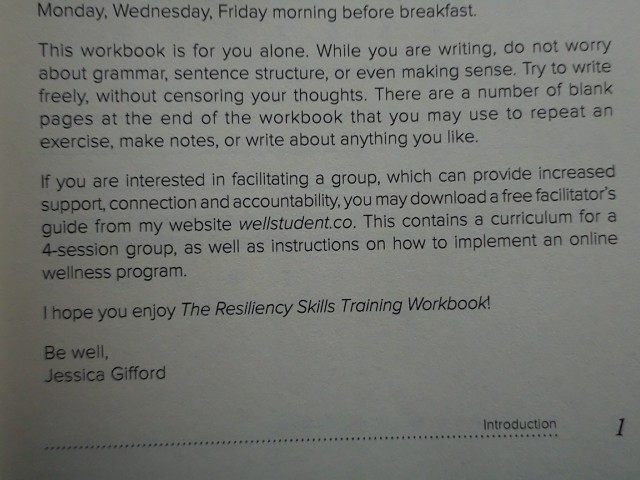 Monday, Wednesday, Friday morning before breakfast.
This workbook is for you alone. While you are writing, do not worry
about grammar, sentence structure, or even making sense. Try to write
freely, without censoring your thoughts. There are a number of blank
pages at the end of the workbook that you may use to repeat an
exercise, make notes, or write about anything you like.
If you are interested in facilitating a group, which can provide increased
support, connection and accountability, you may download a free facilitator's
guide from my website wellstudent.co. This contains a curriculum for a
4-session group, as well as instructions on how to implement an online
wellness program.
I hope you enjoy The Resiliency Skills Training Workbook!
Be well,
Jessica Gifford
Introduction 1